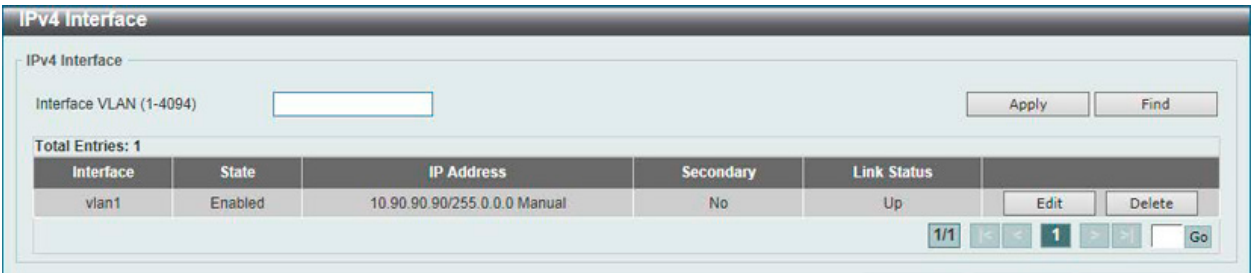 IPv4 Interface
IPv4 Interface
Interface VLAN (1-4094) Apply Find
Total Entries: 1
Interface State IP Address Secondary Link Status
vlan1 Enabled 10.90.90.90/255.0.0.0 Manual No Up Edit Delete
1/1 |< < 1 > >| Go